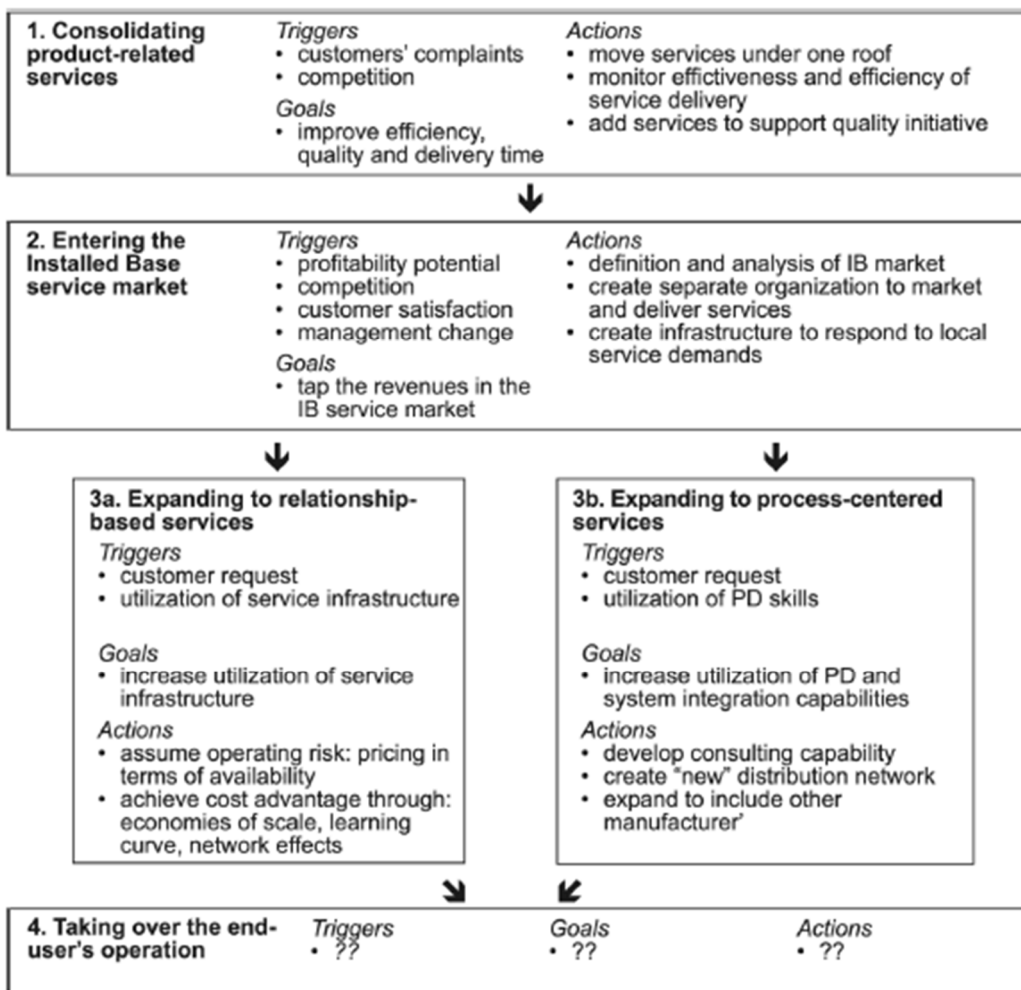 1. Consolidating
product-related
services
Triggers
• customers' complaints
• competition
Goals
• improve efficiency,
quality and delivery time
Actions
• move services under one roof
• monitor effictiveness and efficiency of
service delivery
• add services to support quality initiative
2. Entering the
Installed Base
service market
Triggers
• profitability potential
• competition
• customer satisfaction
• management change
Goals
• tap the revenues in the
IB service market
Actions
• definition and analysis of IB market
• create separate organization to market
and deliver services
• create infrastructure to respond to local
service demands
3a. Expanding to relationship-
based services
Triggers
• customer request
• utilization of service infrastructure
Goals
• increase utilization of service
infrastructure
Actions
• assume operating risk: pricing in
terms of availability
• achieve cost advantage through:
economies of scale, learning
curve, network effects
3b. Expanding to process-centered
services
Triggers
• customer request
• utilization of PD skills
Goals
• increase utilization of PD and
system integration capabilities
Actions
• develop consulting capability
• create "new" distribution network
• expand to include other
manufacturer'
4. Taking over the end-
user's operation
Triggers
• ??
Goals
• ??
Actions
• ??